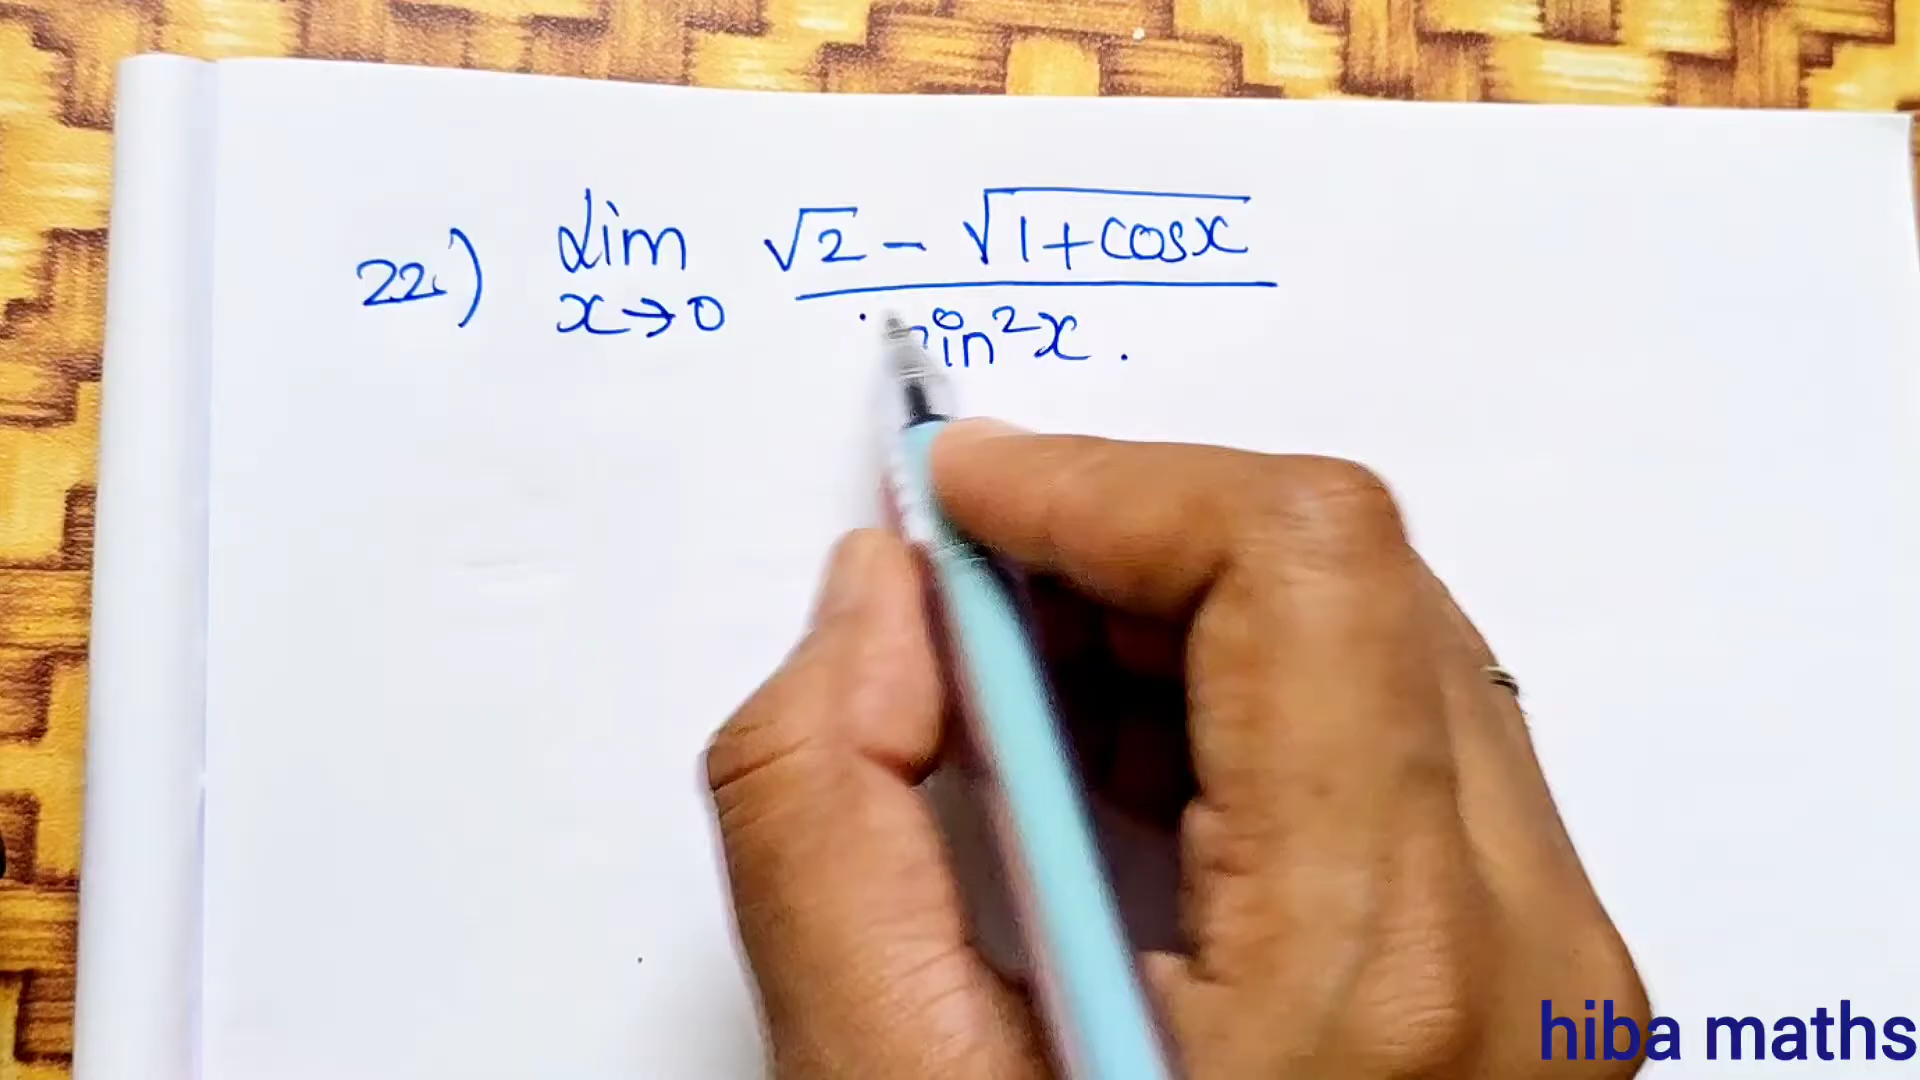 22.) Lim x→0 √2 - √1+cosx / sin²x .
hiba maths